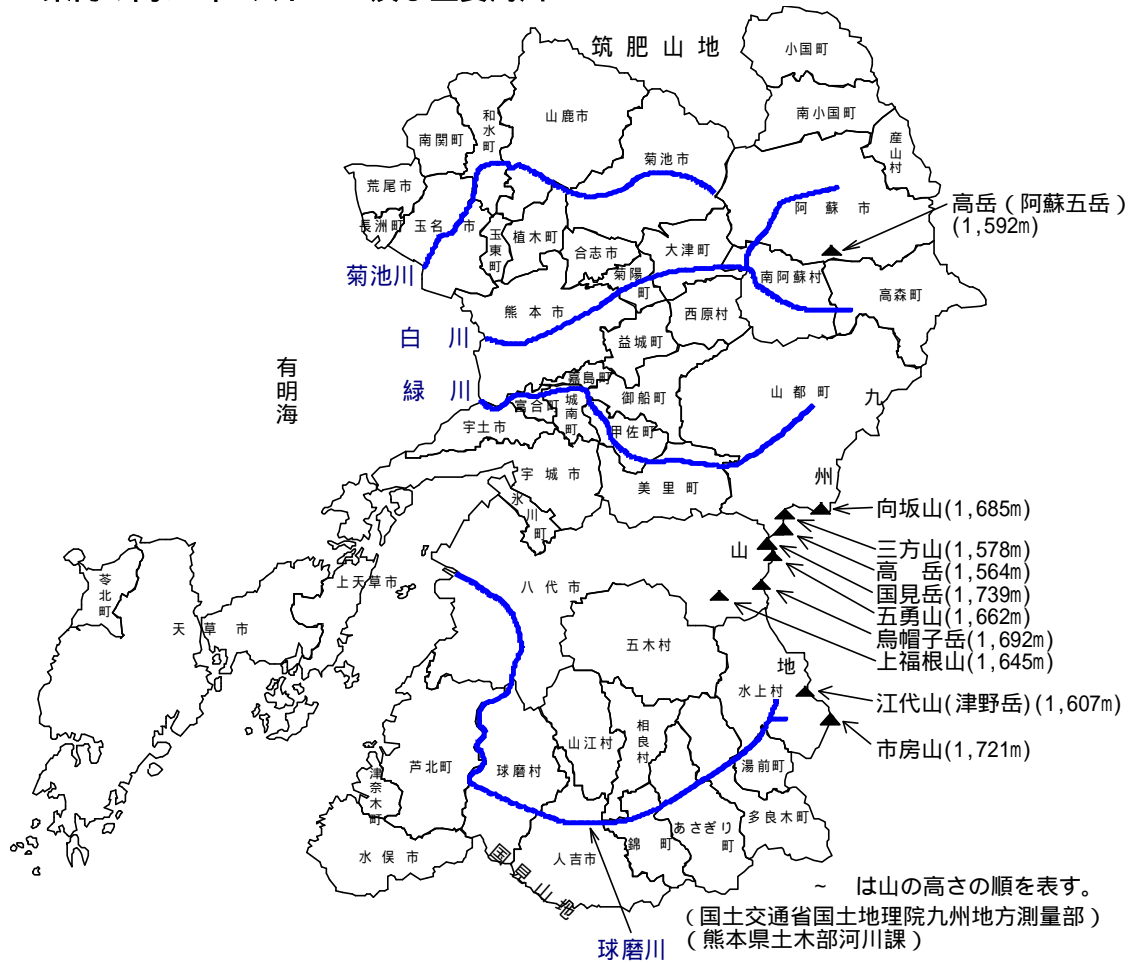 筑肥山地
小国町
南小国町
産山村
和水町
山鹿市
南関町
菊池市
荒尾市
長洲町
玉名市
玉東町
植木町
合志市
大津町
阿蘇市
高岳(阿蘇五岳)
(1,592m)
菊池川
菊陽町
南阿蘇村
高森町
熊本市
西原村
白川
益城町
有明海
緑川
嘉島町
御船町
山都町
富合町
城南町
甲佐町
宇土市
宇城市
美里町
氷川町
九州山地
向坂山(1,685m)
三方山(1,578m)
高 岳(1,564m)
国見岳(1,739m)
五勇山(1,662m)
烏帽子岳(1,692m)
上福根山(1,645m)
江代山(津野岳)(1,607m)
市房山(1,721m)
苓北町
上天草市
天草市
八代市
五木村
水上村
山江村
相良村
芦北町
球磨村
湯前町
津奈木町
多良木町
あさぎり町
錦町
人吉市
水俣市
国見山地
球磨川
~ は山の高さの順を表す。
(国土交通省国土地理院九州地方測量部)
(熊本県土木部河川課)